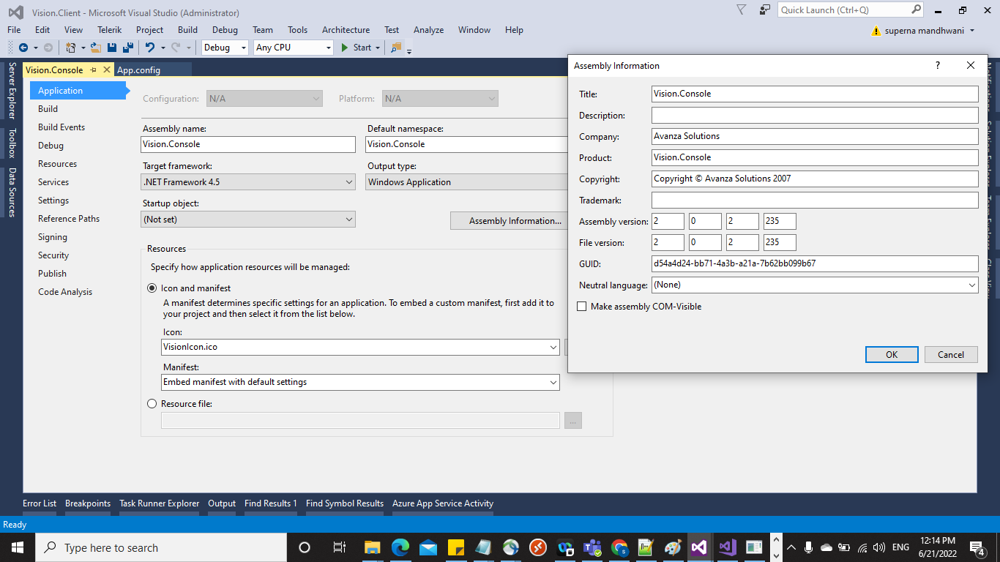 Vision.Client - Microsoft Visual Studio (Administrator)
Quick Launch (Ctrl+Q)
File Edit View Telerik Project Build Debug Team Tools Architecture Test Analyze Window Help
superna mandhwani
Debug Any CPU Start
Server Explorer
Toolbox
Data Sources
Vision.Console
App.config
Application
Build
Build Events
Debug
Resources
Services
Settings
Reference Paths
Signing
Security
Publish
Code Analysis
Configuration: N/A Platform: N/A
Assembly name: Default namespace:
Vision.Console Vision.Console
Target framework: Output type:
.NET Framework 4.5 Windows Application
Startup object:
(Not set) Assembly Information...
Resources
Specify how application resources will be managed:
Icon and manifest
A manifest determines specific settings for an application. To embed a custom manifest, first add it to
your project and then select it from the list below.
Icon:
VisionIcon.ico
Manifest:
Embed manifest with default settings
Resource file:
...
Assembly Information ?
Title: Vision.Console
Description:
Company: Avanza Solutions
Product: Vision.Console
Copyright: Copyright © Avanza Solutions 2007
Trademark:
Assembly version: 2 0 2 235
File version: 2 0 2 235
GUID: d54a4d24-bb71-4a3b-a21a-7b62bb099b67
Neutral language: (None)
Make assembly COM-Visible
OK Cancel
Error List Breakpoints Task Runner Explorer Output Find Results 1 Find Symbol Results Azure App Service Activity
Ready
Type here to search
ENG
12:14 PM
6/21/2022
4